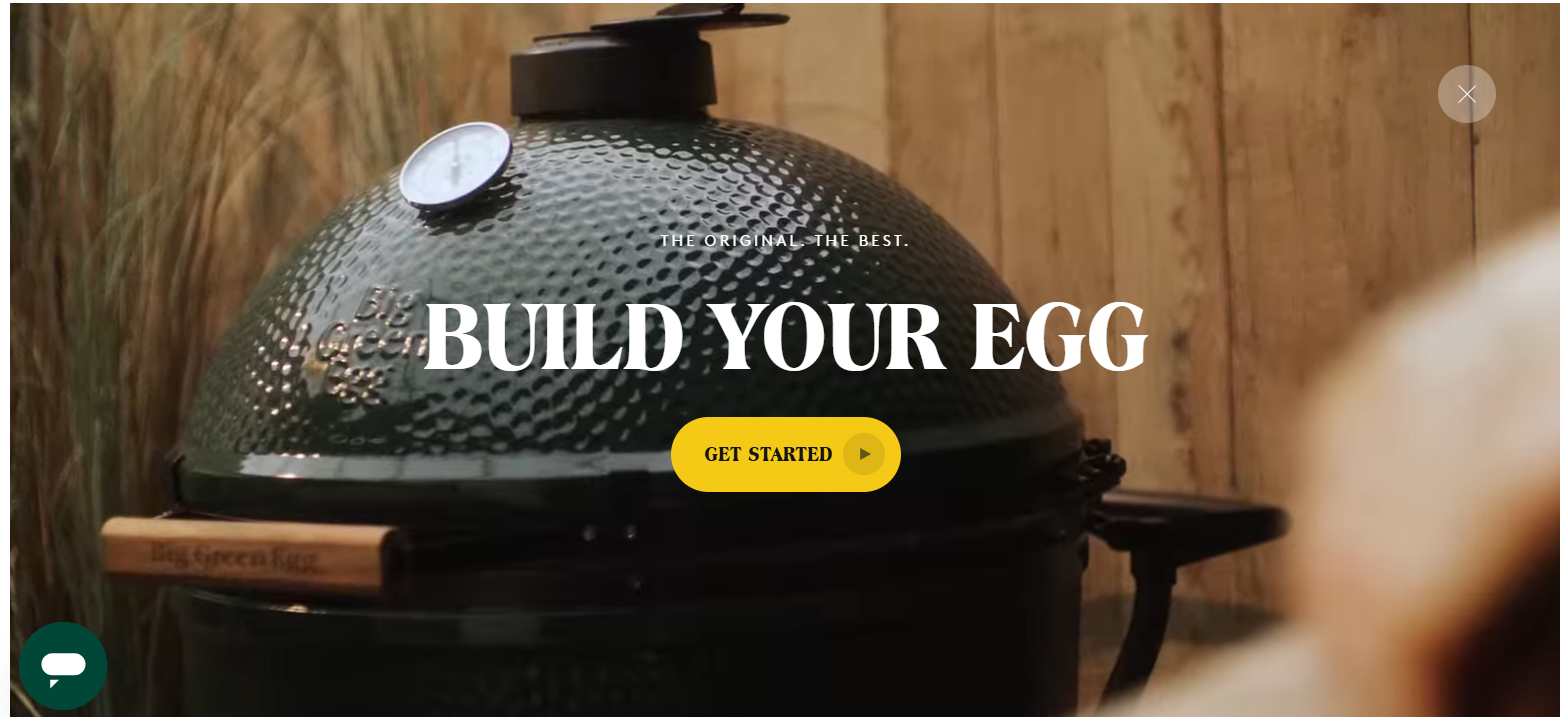 THE ORIGINAL. THE BEST.
Big
Green
Egg
BUILD YOUR EGG
GET STARTED
Big Green Egg